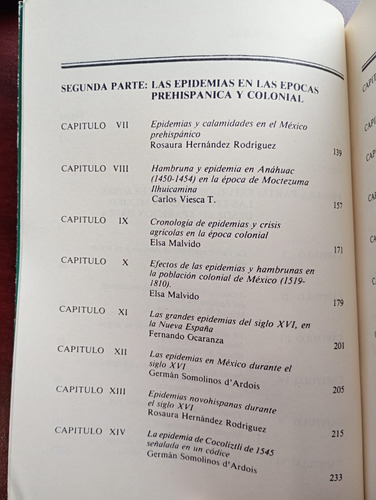 SEGUNDA PARTE: LAS EPIDEMIAS EN LAS EPOCAS
PREHISPANICA Y COLONIAL
CAPITULO VII Epidemias y calamidades en el México
prehispánico
Rosaura Hernández Rodríguez 139
CAPITULO VIII Hambruna y epidemia en Anáhuac
(1450-1454) en la época de Moctezuma
Ilhuicamina
Carlos Viesca T. 157
CAPITULO IX Cronología de epidemias y crisis
agrícolas en la época colonial
Elsa Malvido 171
CAPITULO X Efectos de las epidemias y hambrunas en
la población colonial de México (1519-
1810).
Elsa Malvido 179
CAPITULO XI Las grandes epidemias del siglo XVI, en
la Nueva España
Fernando Ocaranza 201
CAPITULO XII Las epidemias en México durante el
siglo XVI
Germán Somolinos d'Ardois 205
CAPITULO XIII Epidemias novohispanas durante
el siglo XVI
Rosaura Hernández Rodríguez 215
CAPITULO XIV La epidemia de Cocoliztli de 1545
señalada en un códice
Germán Somolinos d'Ardois 233